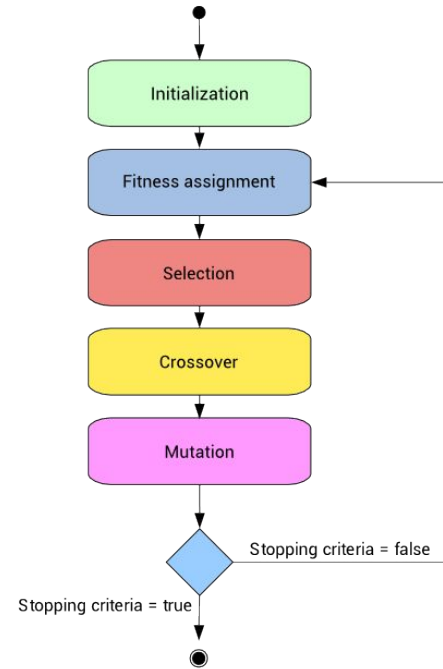 Initialization
Fitness assignment
Selection
Crossover
Mutation
Stopping criteria = false
Stopping criteria = true